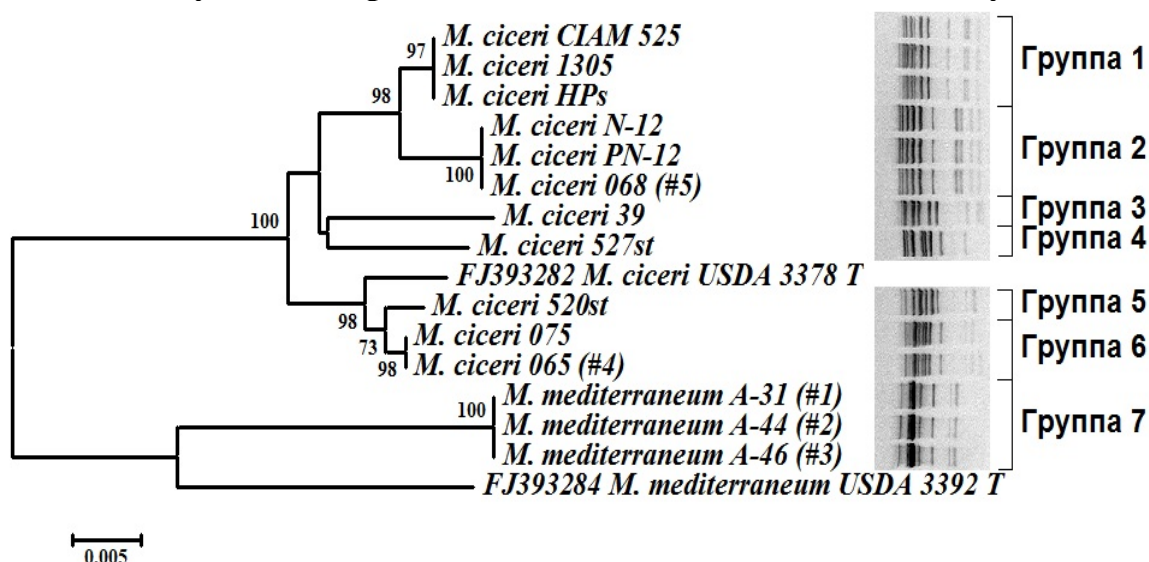 M. ciceri CIAM 525
97
Группа 1
M. ciceri 1305
98
M. ciceri HPs
M. ciceri N-12
M. ciceri PN-12
Группа 2
100
M. ciceri 068 (#5)
M. ciceri 39
Группа 3
100
M. ciceri 527st
Группа 4
FJ393282 M. ciceri USDA 3378 T
M. ciceri 520st
Группа 5
98
M. ciceri 075
73
Группа 6
M. ciceri 065 (#4)
98
M. mediterraneum A-31 (#1)
100
M. mediterraneum A-44 (#2)
Группа 7
M. mediterraneum A-46 (#3)
FJ393284 M. mediterraneum USDA 3392 T
0.005